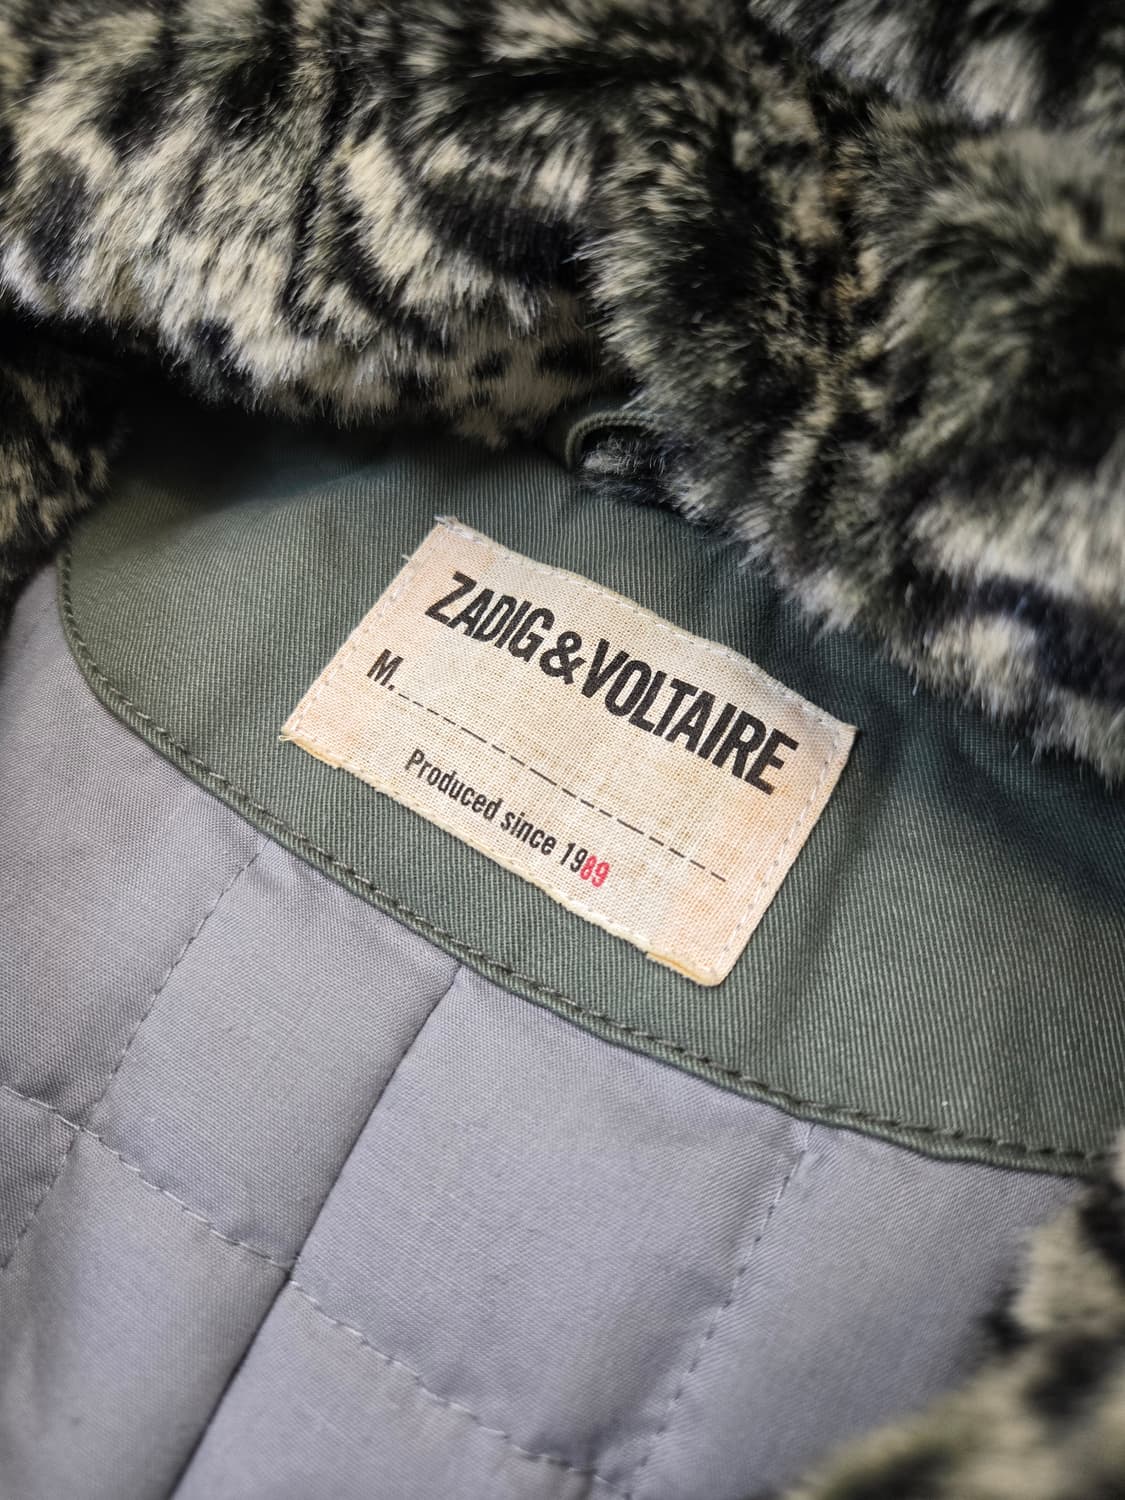 ZADIG&VOLTAIRE
M.
Produced since 1989